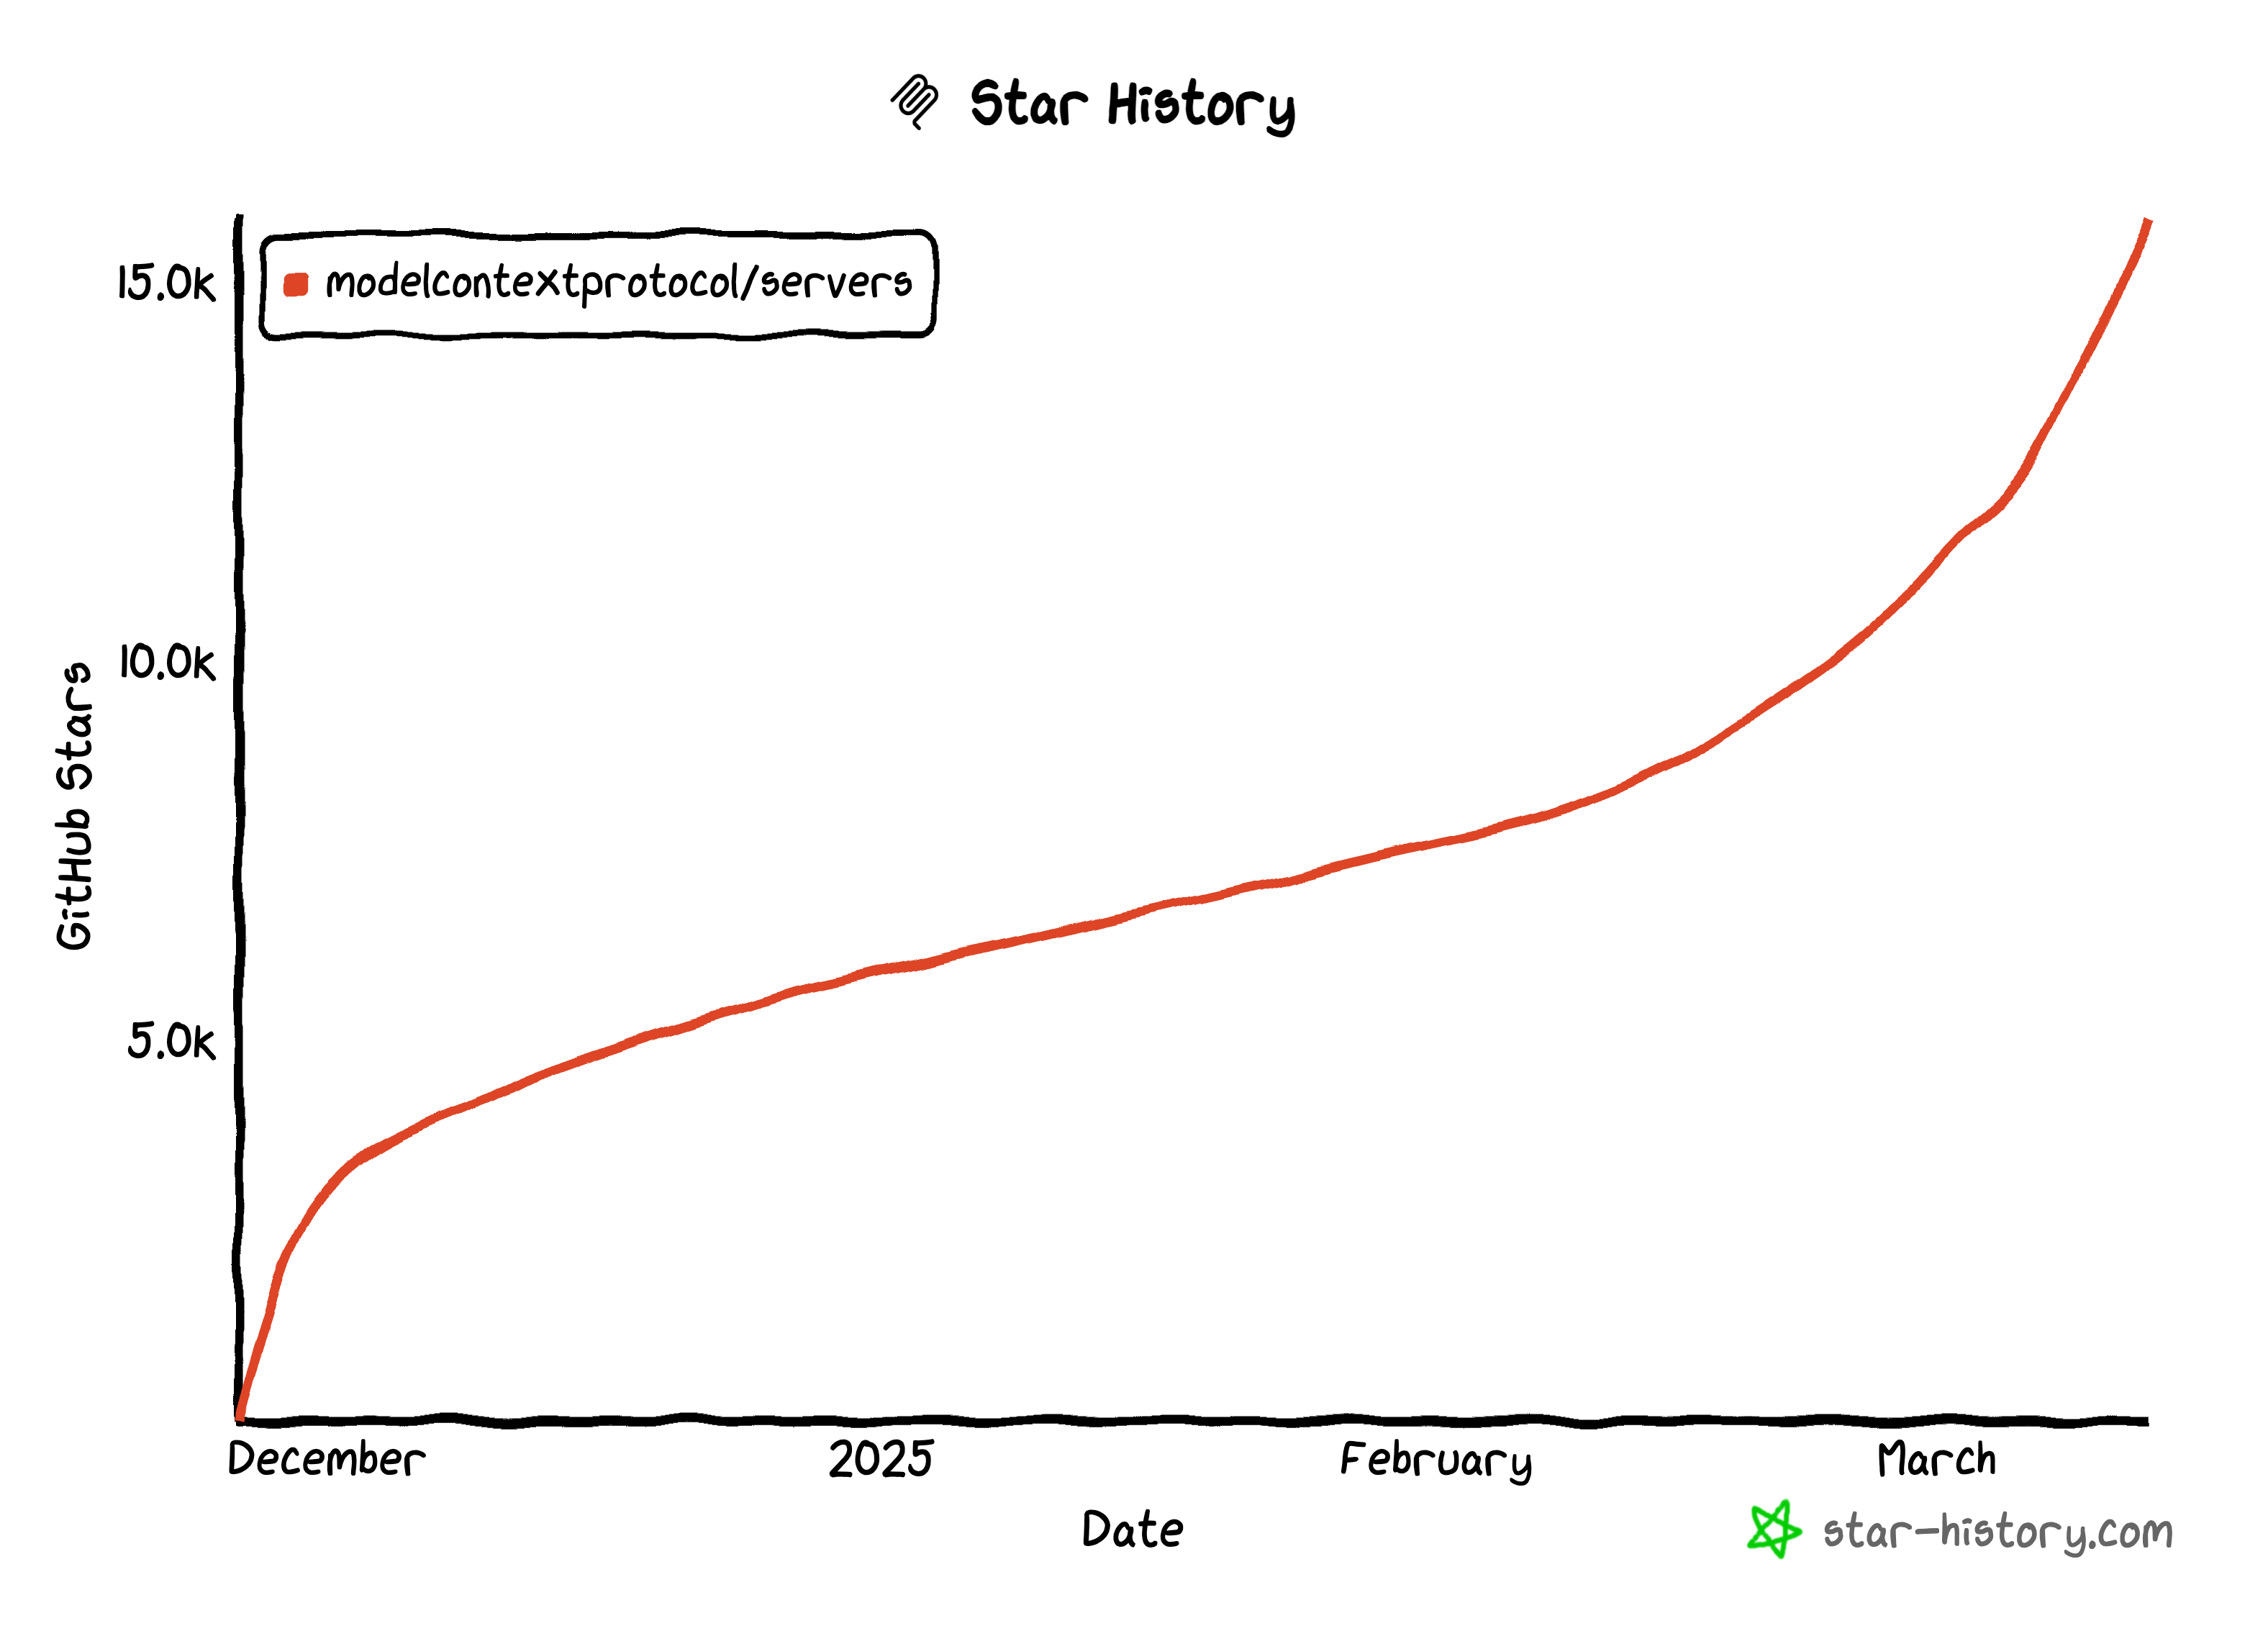 Star History
modelcontextprotocol/servers
15.0k
10.0k
5.0k
GitHub Stars
December 2025 February March
Date
star-history.com